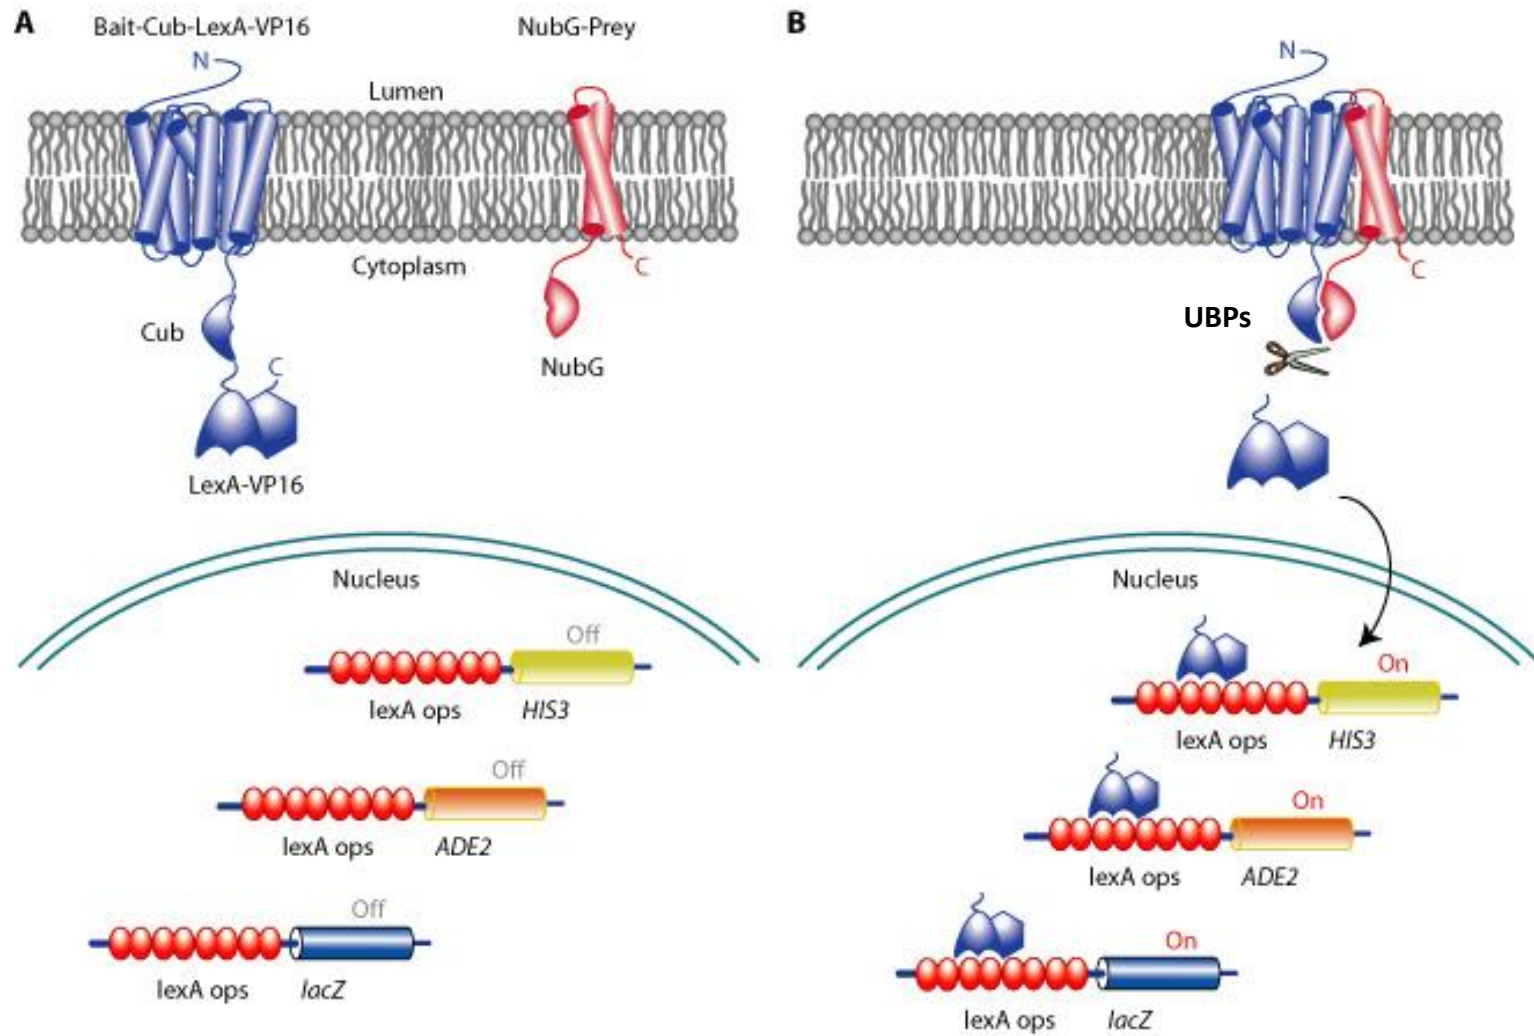 A
Bait-Cub-LexA-VP16
NubG-Prey
N
Lumen
Cytoplasm
C
Cub
NubG
C
LexA-VP16
Nucleus
Off
lexA ops
HIS3
Off
lexA ops
ADE2
Off
lexA ops
lacZ
B
N
C
UBPs
Nucleus
On
lexA ops
HIS3
On
lexA ops
ADE2
On
lexA ops
lacZ